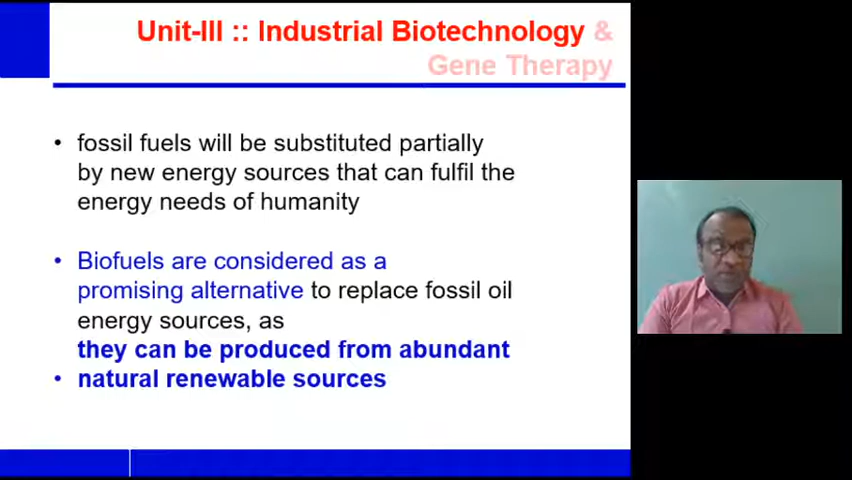 Unit-III :: Industrial Biotechnology &
Gene Therapy
• fossil fuels will be substituted partially
by new energy sources that can fulfil the
energy needs of humanity
• Biofuels are considered as a
promising alternative to replace fossil oil
energy sources, as
they can be produced from abundant
• natural renewable sources